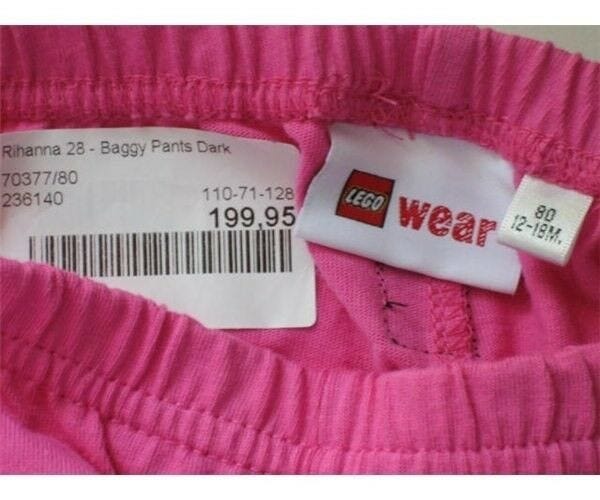 Rihanna 28 - Baggy Pants Dark
70377/80
236140
110-71-128
199,95
LEGO wear
80
12-18M.